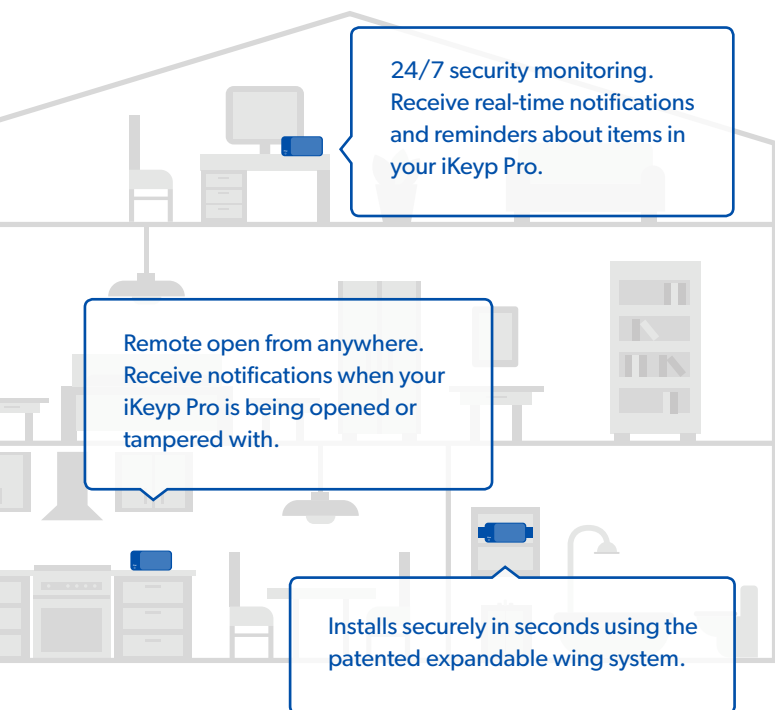 24/7 security monitoring.
Receive real-time notifications
and reminders about items in
your iKeyp Pro.
Remote open from anywhere.
Receive notifications when your
iKeyp Pro is being opened or
tampered with.
Installs securely in seconds using the
patented expandable wing system.